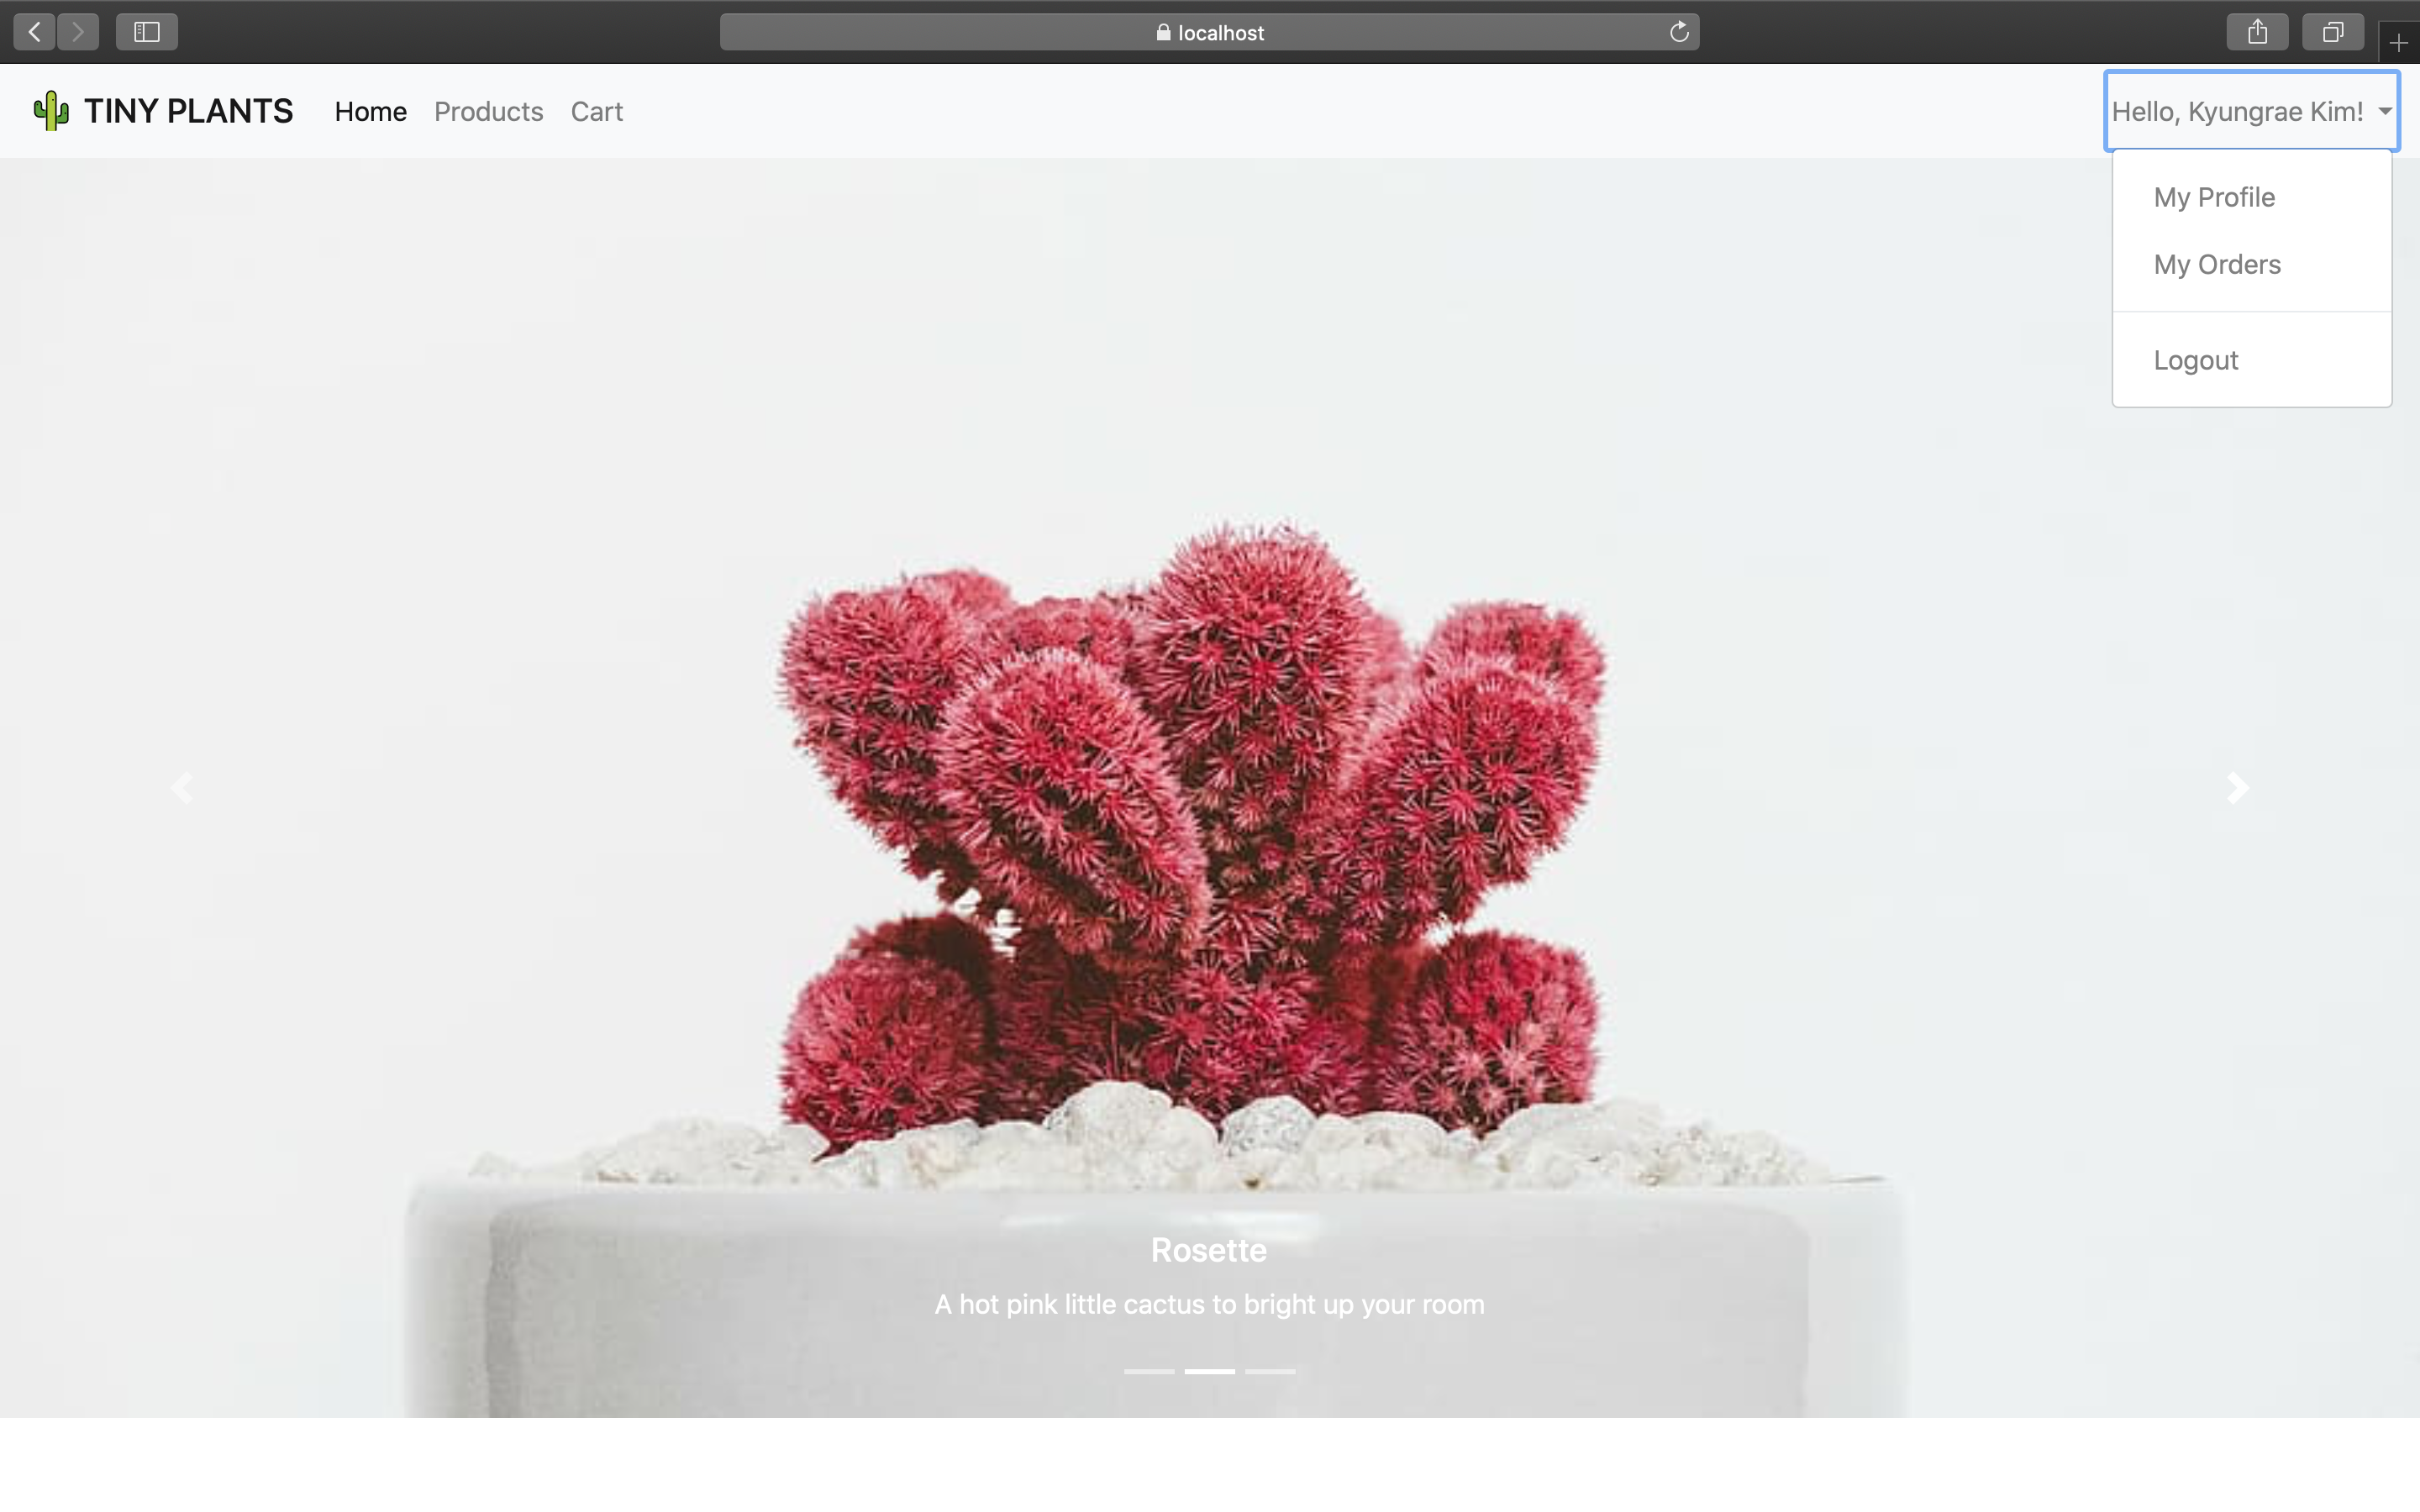 localhost
TINY PLANTS
Home
Products
Cart
Hello, Kyungrae Kim!
My Profile
My Orders
Logout
Rosette
A hot pink little cactus to bright up your room